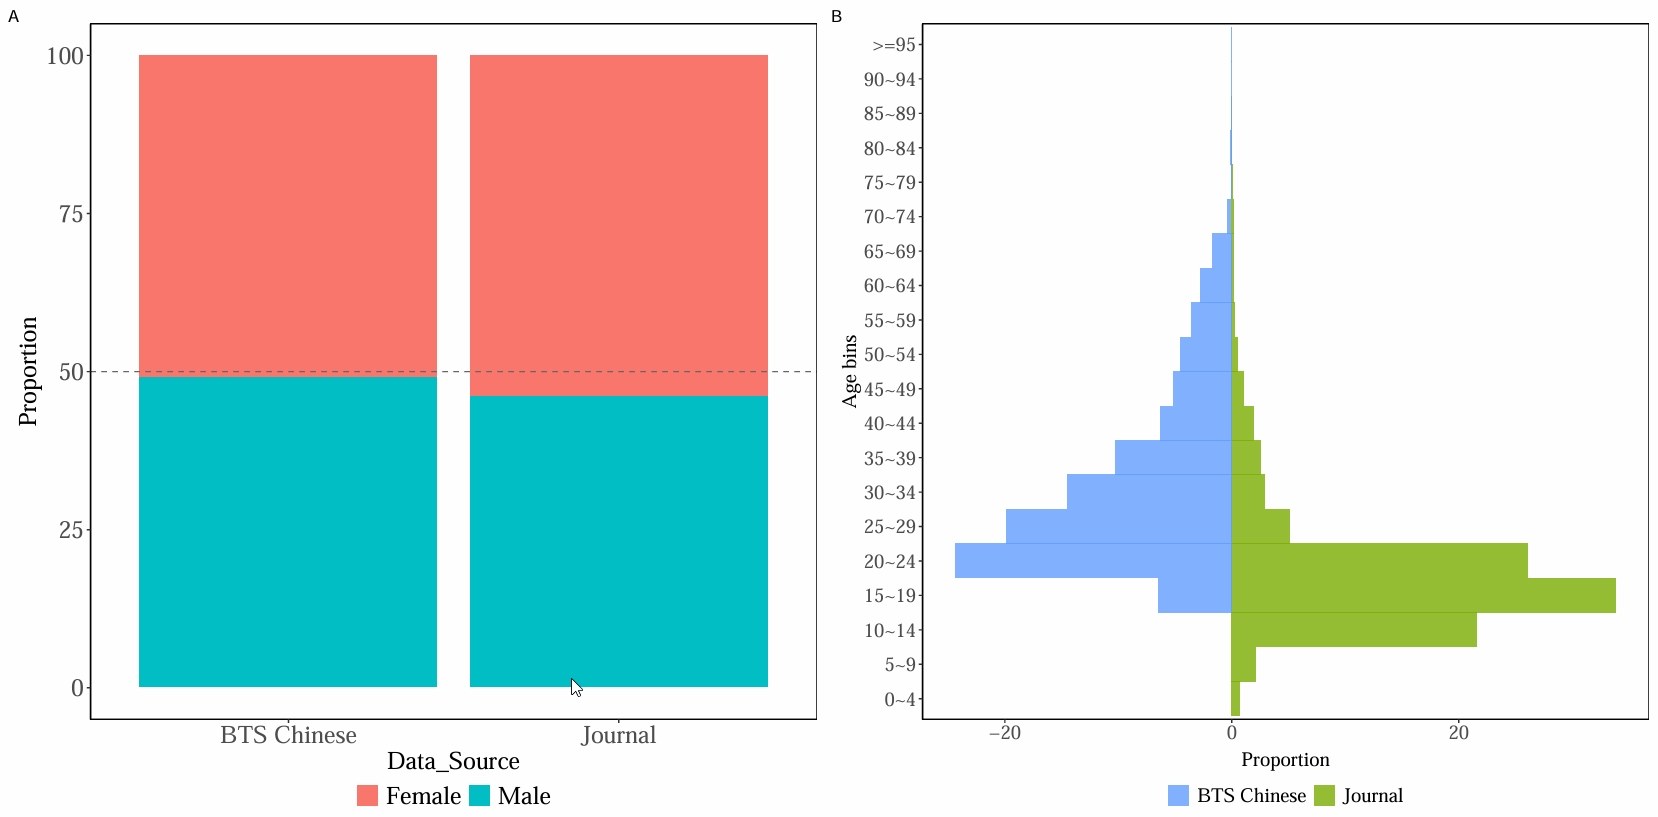 A
100
75
50
25
0
Proportion
BTS Chinese
Journal
Data_Source
Female
Male
B
>=95
90~94
85~89
80~84
75~79
70~74
65~69
60~64
55~59
50~54
45~49
40~44
35~39
30~34
25~29
20~24
15~19
10~14
5~9
0~4
Age bins
−20
0
20
Proportion
BTS Chinese
Journal